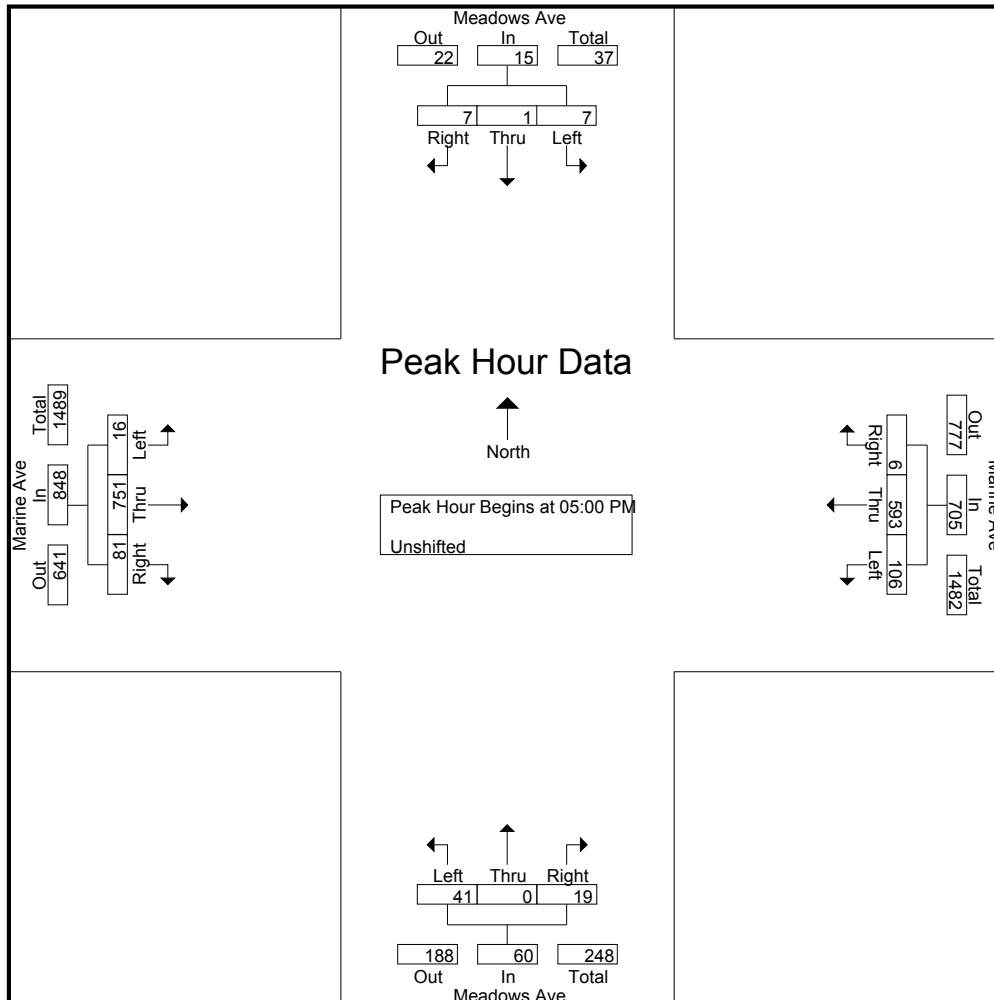 Meadows Ave
Out In Total
22 15 37
7 1 7
Right Thru Left
Peak Hour Data
North
Peak Hour Begins at 05:00 PM
Unshifted
Marine Ave
Out In Total
641 848 1489
81 751 16
Right Thru Left
Marine Ave
Out In Total
777 705 1482
6 593 106
Right Thru Left
Left Thru Right
41 0 19
188 60 248
Out In Total
Meadows Ave